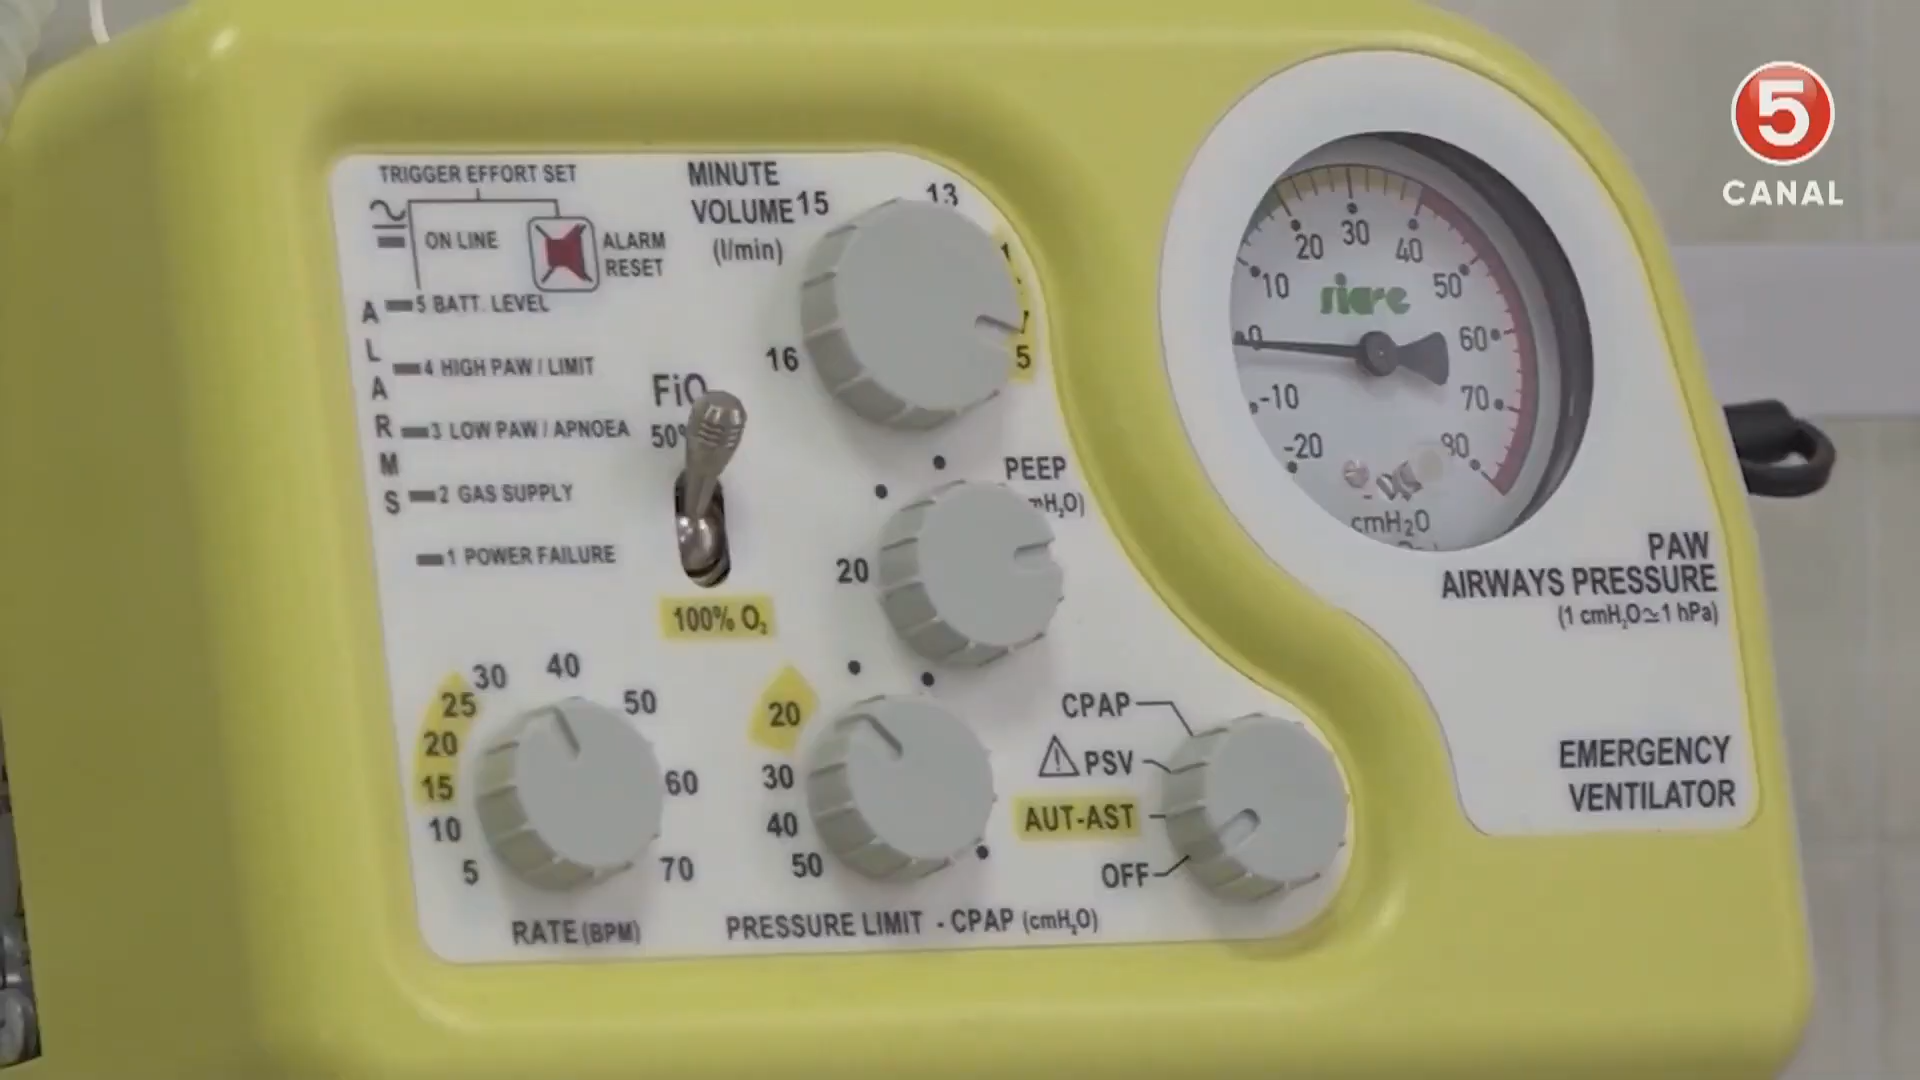 TRIGGER EFFORT SET
ON LINE
ALARM
RESET
ALARMS
5 BATT. LEVEL
4 HIGH PAW / LIMIT
3 LOW PAW / APNOEA
2 GAS SUPPLY
1 POWER FAILURE
MINUTE
VOLUME
(l/min)
15
13
16
5
100% O₂
PEEP
20
5
10
15
20
25
30
40
50
60
70
RATE (BPM)
20
30
40
50
PRESSURE LIMIT - CPAP (cmH₂O)
CPAP
PSV
AUT-AST
OFF
-20
-10
0
10
20
30
40
50
60
70
80
siare
cmH₂O
PAW
AIRWAYS PRESSURE
(1 cmH₂O≃1 hPa)
EMERGENCY
VENTILATOR
5
CANAL